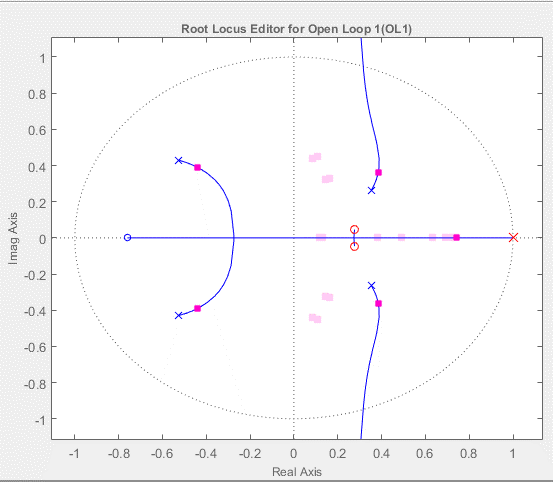 Root Locus Editor for Open Loop 1(OL1)
1
0.8
0.6
0.4
0.2
0
-0.2
-0.4
-0.6
-0.8
-1
Imag Axis
-1 -0.8 -0.6 -0.4 -0.2 0 0.2 0.4 0.6 0.8 1
Real Axis